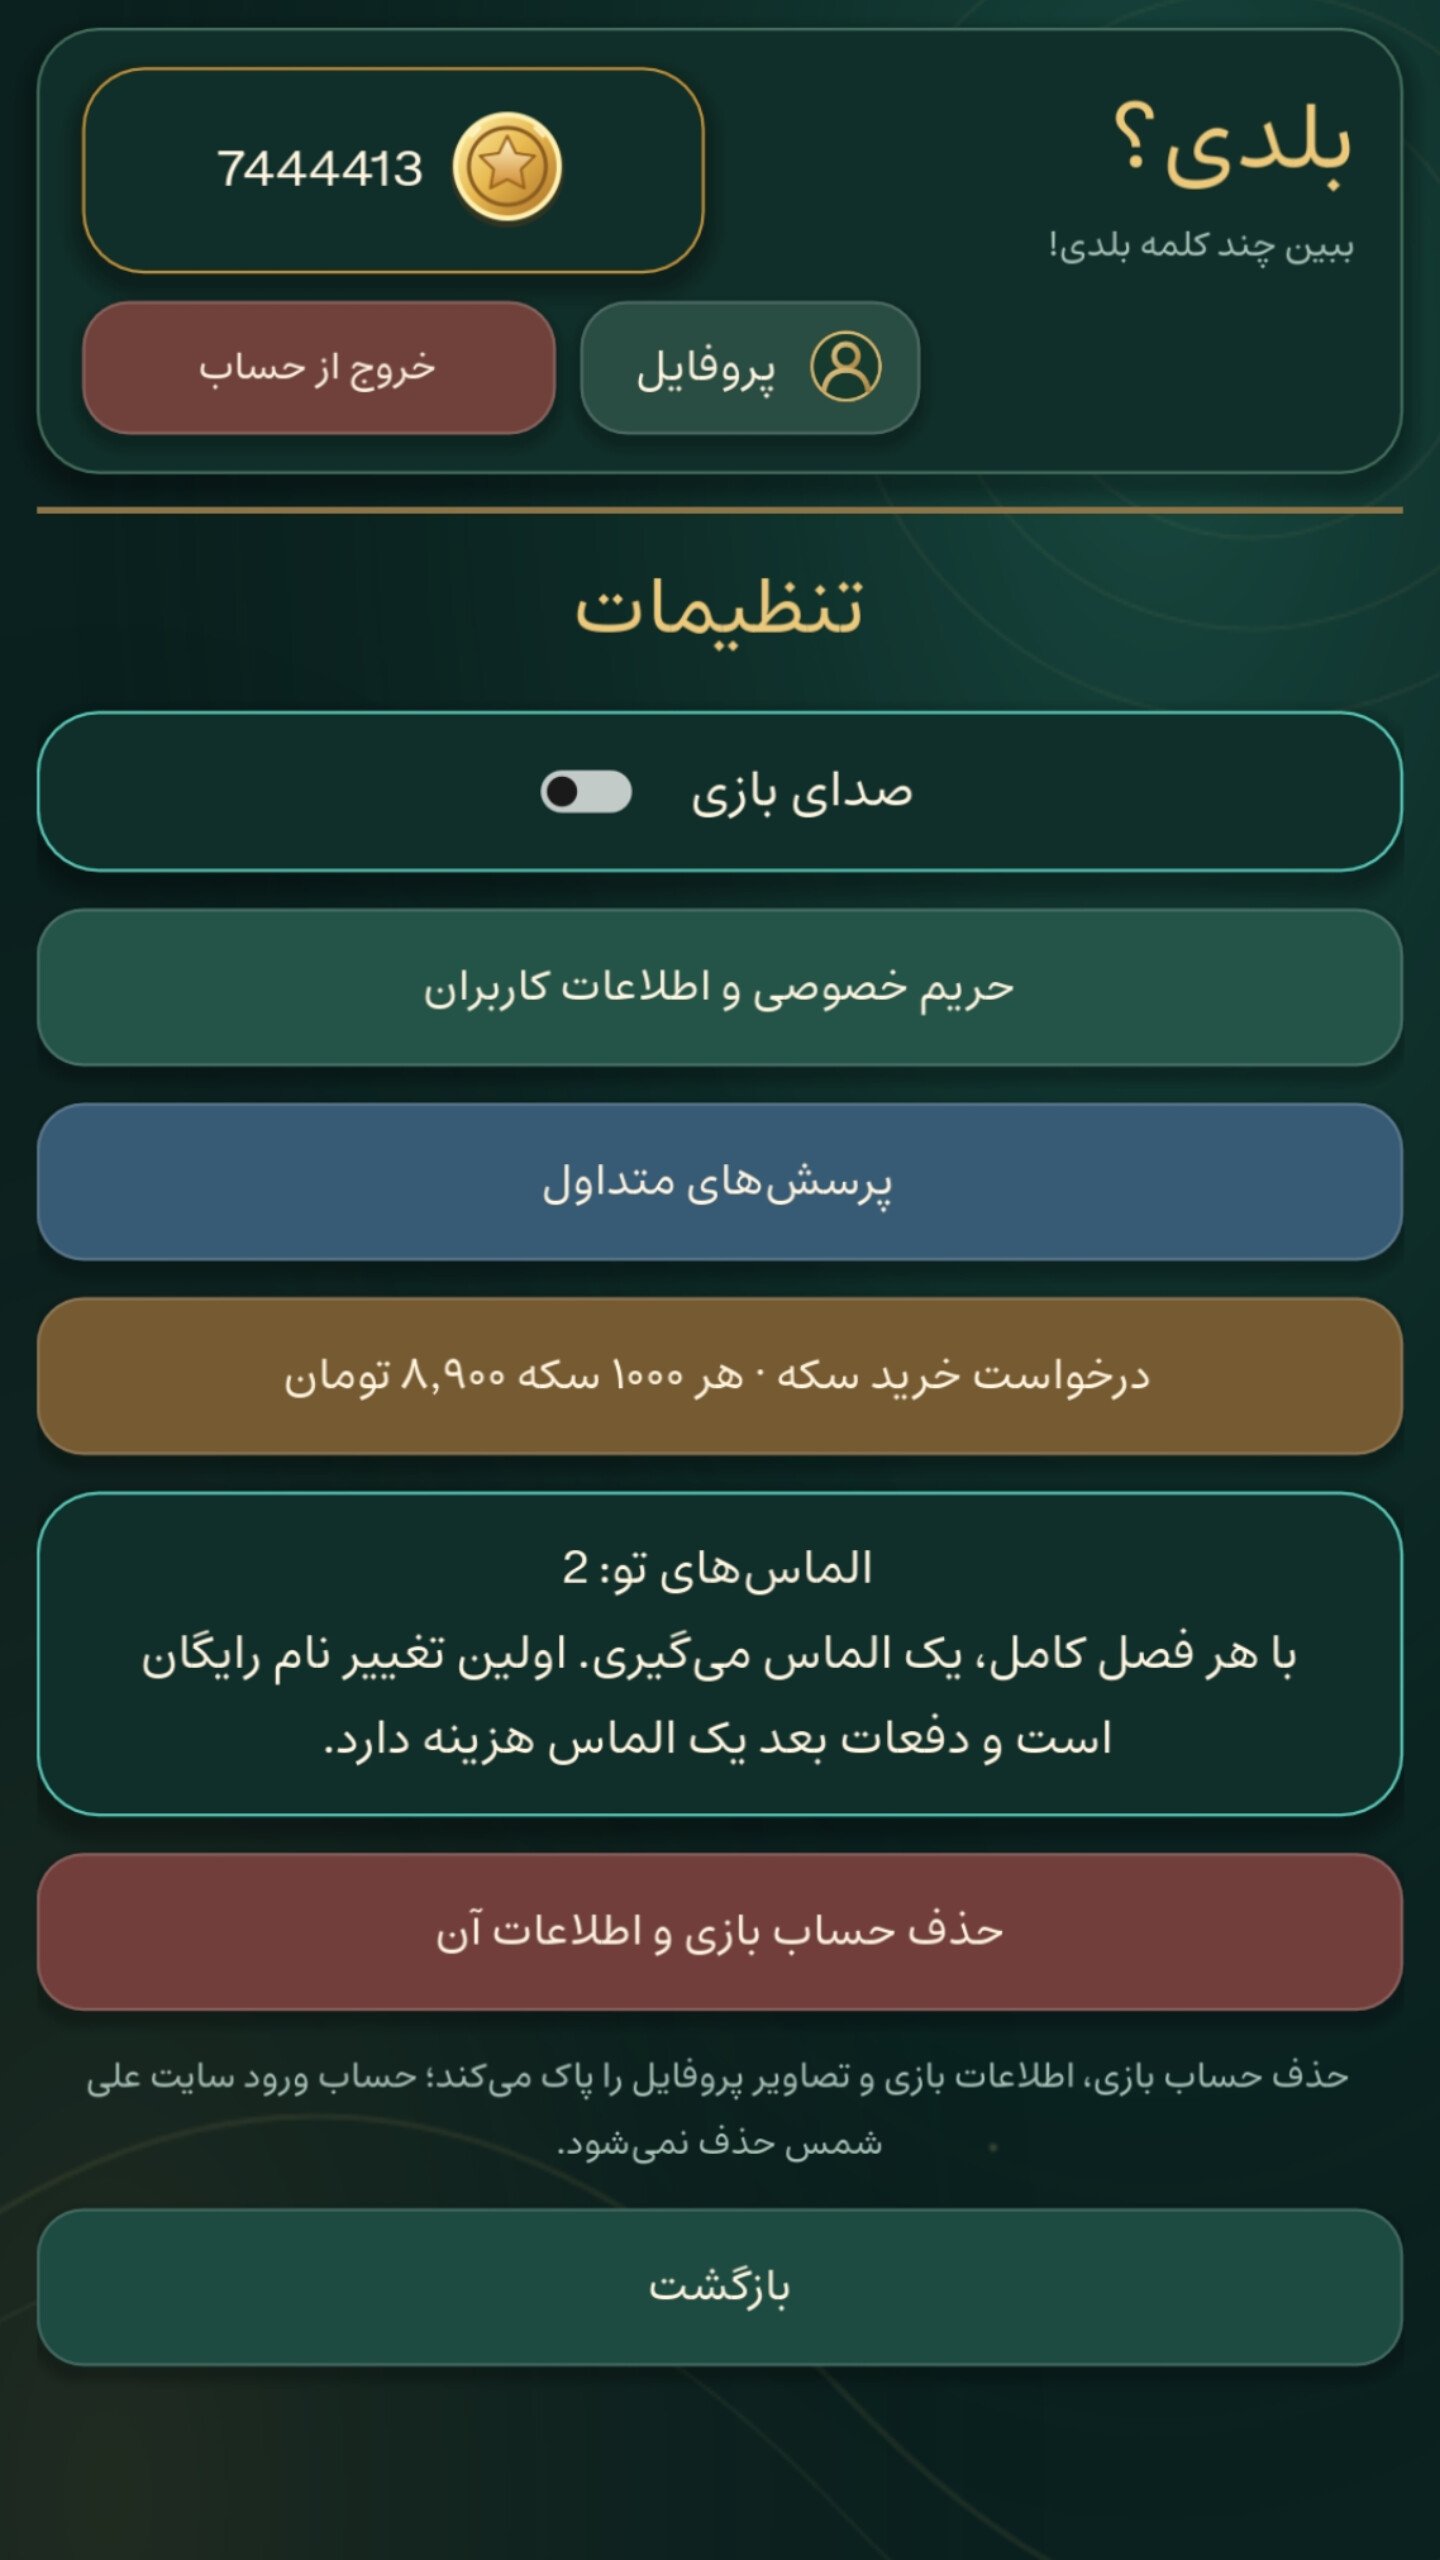 بلدی؟
7444413
ببین چند کلمه بلدی!
پروفایل
خروج از حساب
تنظیمات
صدای بازی
حریم خصوصی و اطلاعات کاربران
پرسش‌های متداول
درخواست خرید سکه · هر ۱۰۰۰ سکه ۸,۹۰۰ تومان
الماس‌های تو: 2
با هر فصل کامل، یک الماس می‌گیری. اولین تغییر نام رایگان
است و دفعات بعد یک الماس هزینه دارد.
حذف حساب بازی و اطلاعات آن
حذف حساب بازی، اطلاعات بازی و تصاویر پروفایل را پاک می‌کند؛ حساب ورود سایت علی
شمس حذف نمی‌شود.
بازگشت